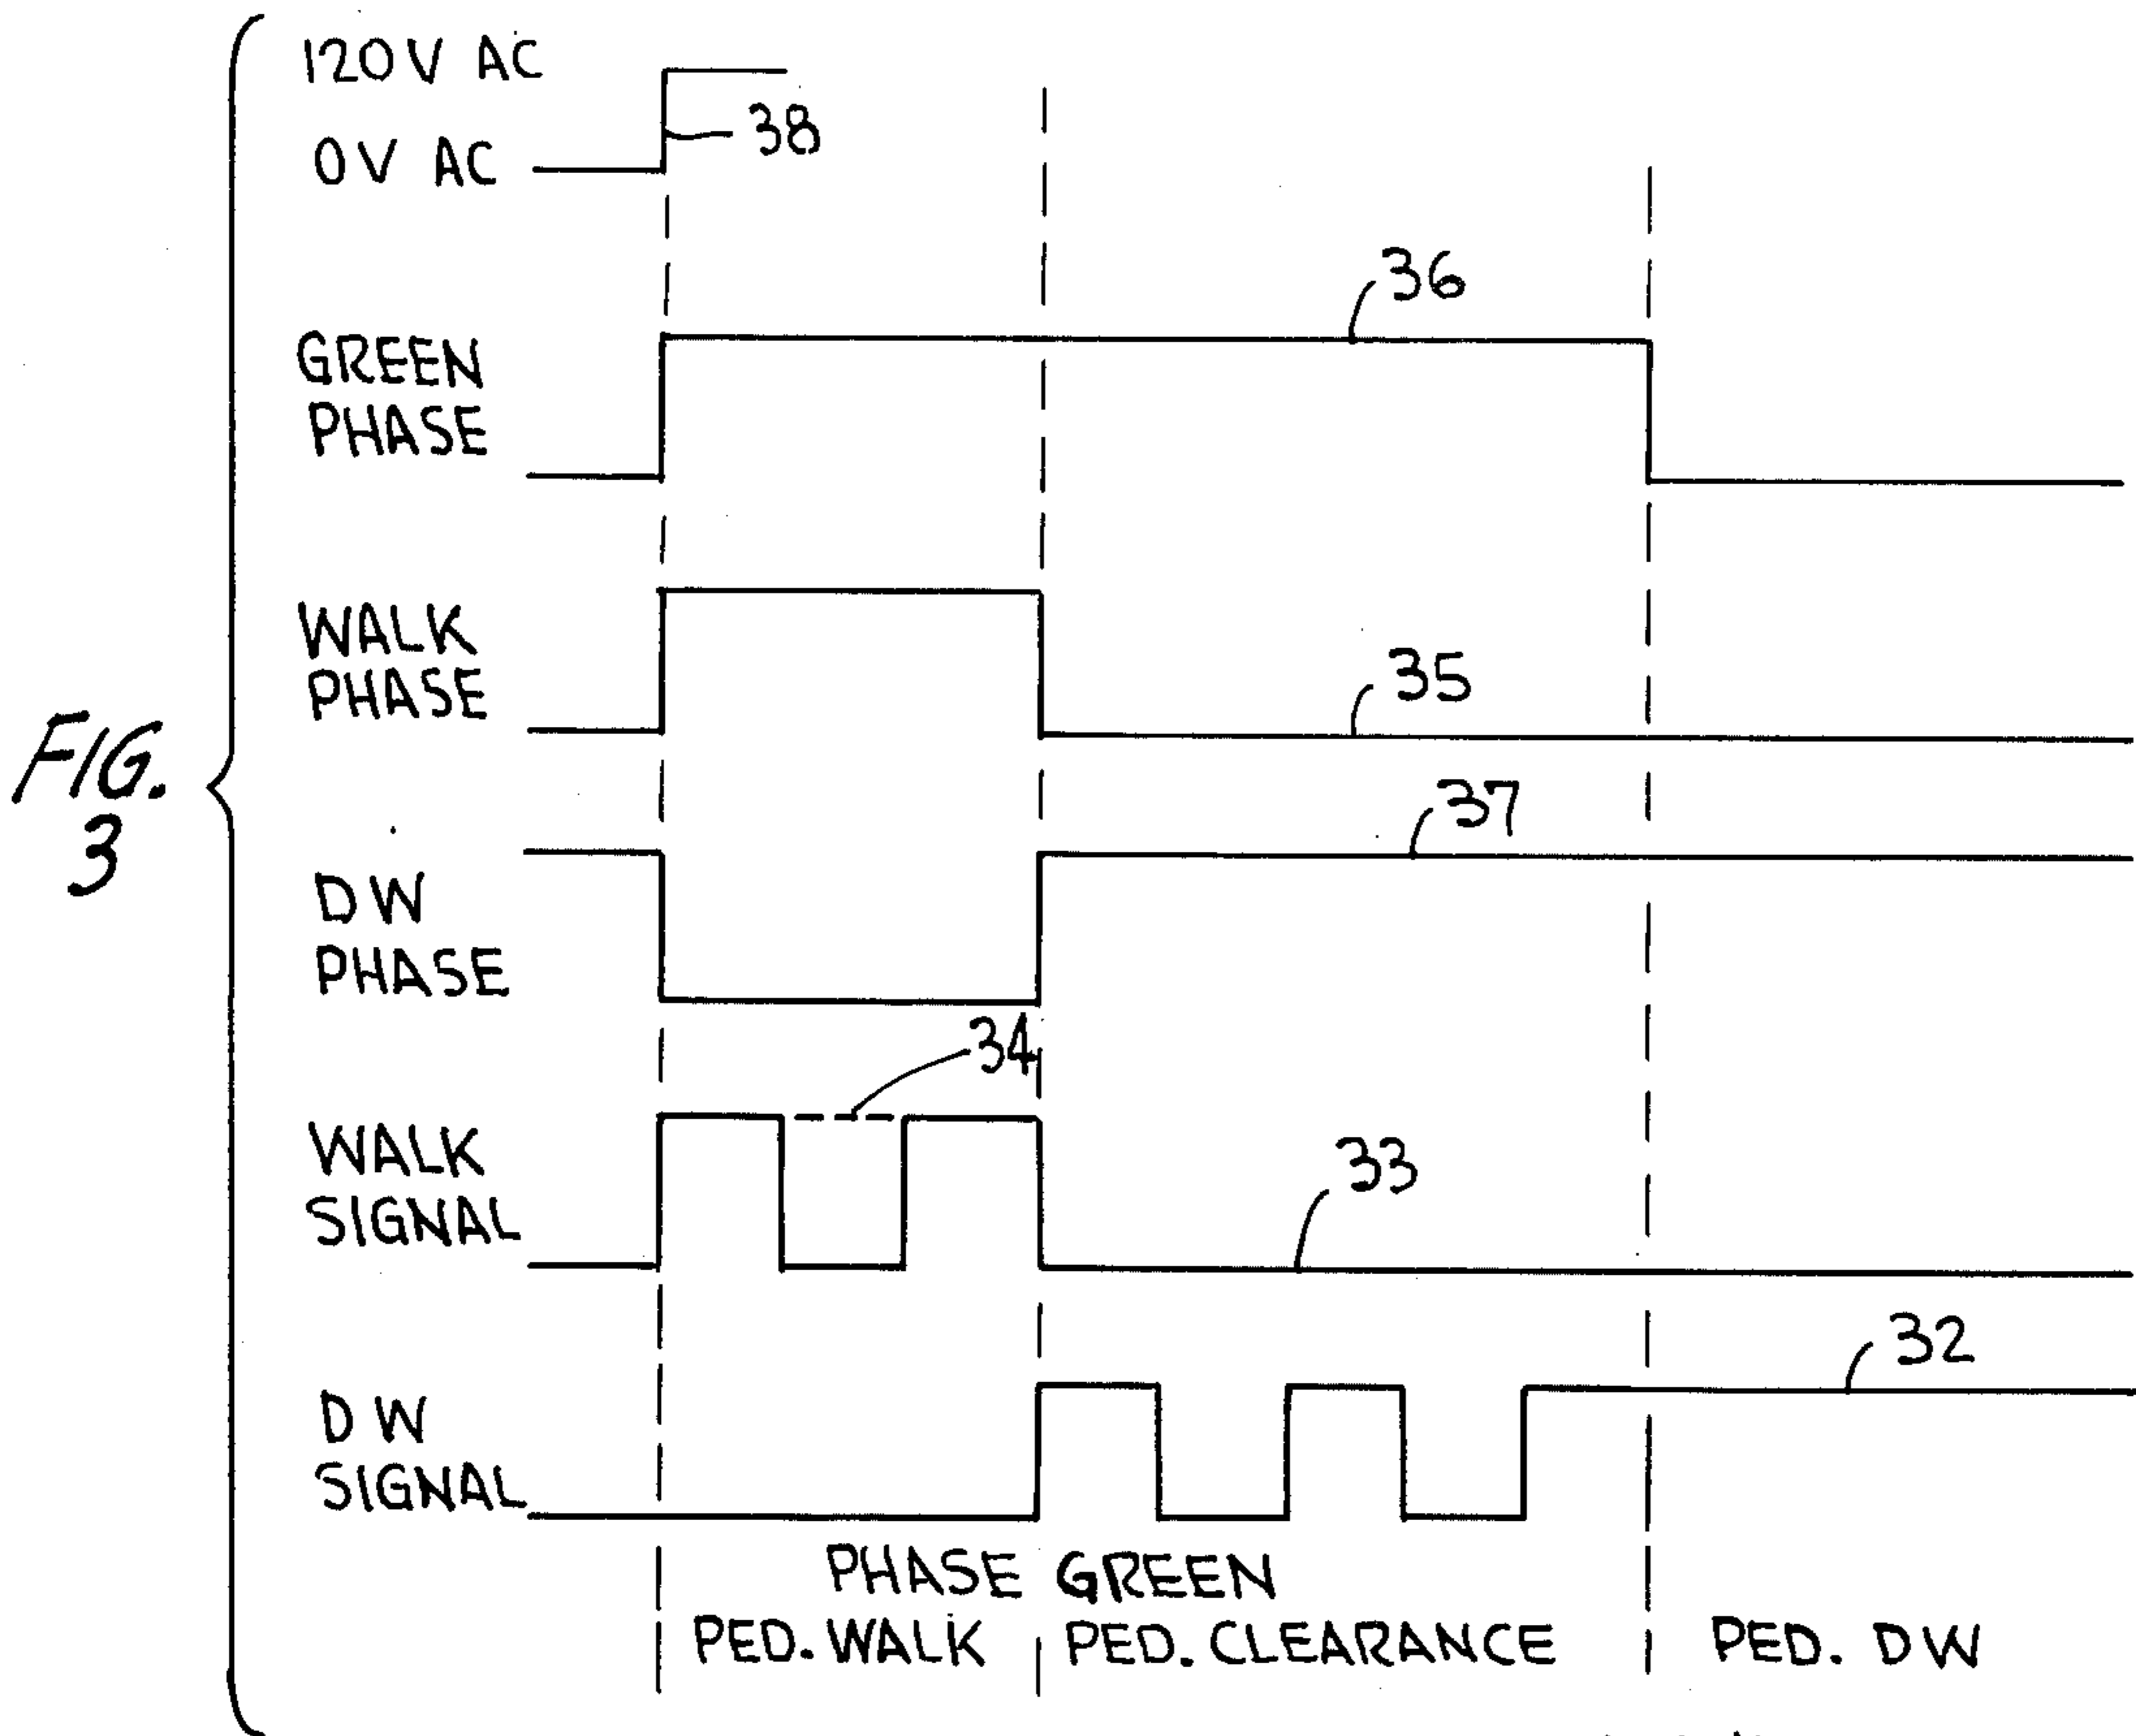 FIG.
3
120V AC
38
0V AC
36
GREEN
PHASE
WALK
PHASE
35
37
DW
PHASE
34
WALK
SIGNAL
33
32
DW
SIGNAL
PHASE GREEN
PED. WALK
PED. CLEARANCE
PED. DW